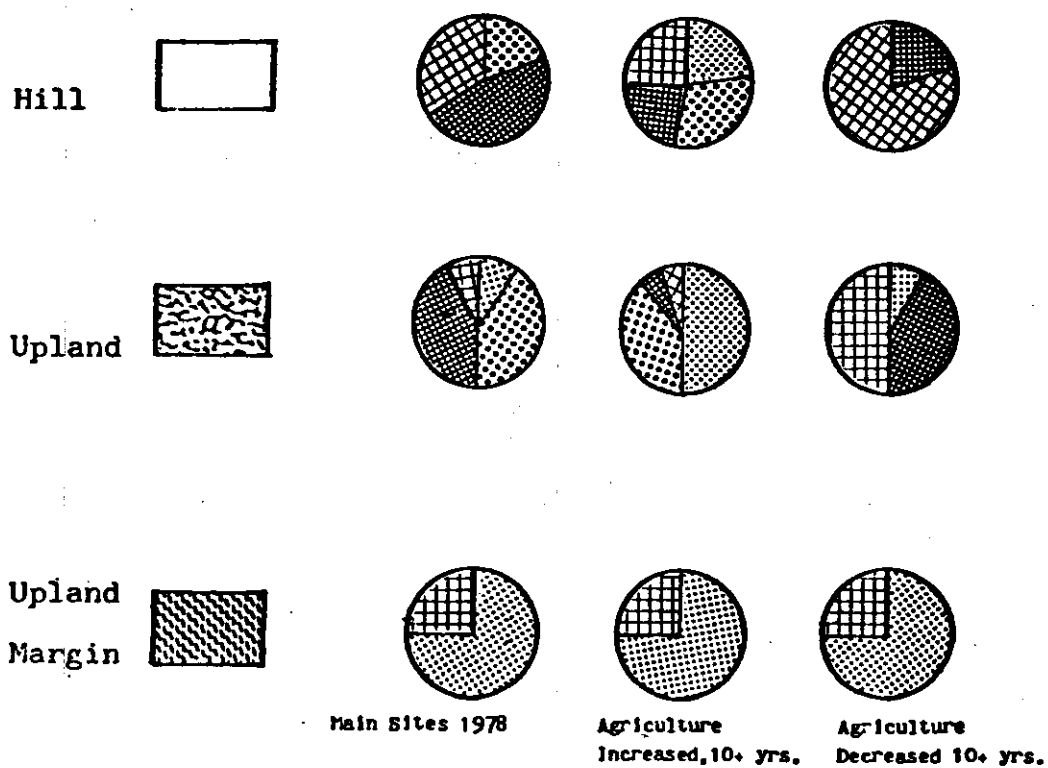 Hill
Upland
Upland
Margin
Main Sites 1978
Agriculture
Increased, 10+ yrs.
Agriculture
Decreased 10+ yrs.